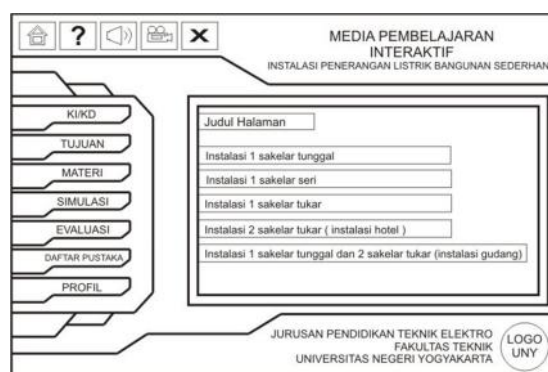 ?
X
MEDIA PEMBELAJARAN
INTERAKTIF
INSTALASI PENERANGAN LISTRIK BANGUNAN SEDERHAN
KI/KD
TUJUAN
MATERI
SIMULASI
EVALUASI
DAFTAR PUSTAKA
PROFIL
Judul Halaman
Instalasi 1 sakelar tunggal
Instalasi 1 sakelar seri
Instalasi 1 sakelar tukar
Instalasi 2 sakelar tukar ( instalasi hotel )
Instalasi 1 sakelar tunggal dan 2 sakelar tukar (instalasi gudang)
JURUSAN PENDIDIKAN TEKNIK ELEKTRO
FAKULTAS TEKNIK
UNIVERSITAS NEGERI YOGYAKARTA
LOGO
UNY